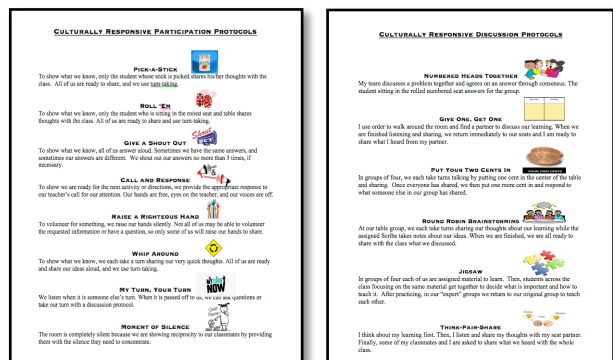 CULTURALLY RESPONSIVE PARTICIPATION PROTOCOLS
PICK-A-STICK
To show what we know, only the student whose stick is picked shares his/her thoughts with the
class. All of us are ready to share, and we use turn-taking.
ROLL 'EM
To show what we know, only the student who is sitting in the rolled seat and table shares
thoughts with the class. All of us are ready to share and use turn-taking.
GIVE A SHOUT OUT
Shout
OUT
To show what we know, all of us answer aloud. Sometimes we have the same answers, and
sometimes our answers are different. We shout out our answers no more than 3 times, if
necessary.
CALL AND RESPONSE
To show we are ready for the next activity or directions, we provide the appropriate response to
our teacher's call for our attention. Our hands are free, eyes on the teacher, and our voices are off.
RAISE A RIGHTEOUS HAND
To volunteer for something, we raise our hands silently. Not all of us may be able to volunteer
the requested information or have a question, so only some of us will raise our hands to share.
WHIP AROUND
To show what we know, we each take a turn sharing our very quick thoughts. All of us are ready
and share our ideas aloud, and we use turn-taking.
MY TURN, YOUR TURN
NOW
We listen when it is someone else's turn. When it is passed off to us, we can ask questions or
take our turn with a discussion protocol.
MOMENT OF SILENCE
The room is completely silent because we are showing reciprocity to our classmates by providing
them with the silence they need to concentrate.
CULTURALLY RESPONSIVE DISCUSSION PROTOCOLS
NUMBERED HEADS TOGETHER
My team discusses a problem together and agrees on an answer through consensus. The
student sitting in the rolled numbered seat answers for the group.
GIVE ONE, GET ONE
I use order to walk around the room and find a partner to discuss our learning. When we
are finished listening and sharing, we return immediately to our seats and I am ready to
share what I heard from my partner.
PUT YOUR TWO CENTS IN
YOUR TWO CENTS
In groups of four, we each take turns talking by putting one cent in the center of the table
and sharing. Once everyone has shared, we then put one more cent in and respond to
what someone else in our group has shared.
ROUND ROBIN BRAINSTORMING
At our table group, we each take turns sharing our thoughts about our learning while the
assigned Scribe takes notes about our ideas. When we are finished, we are all ready to
share with the class what we discussed.
JIGSAW
In groups of four each of us are assigned material to learn. Then, students across the
class focusing on the same material get together to decide what is important and how to
teach it. After practicing, in our "expert" groups we return to our original group to teach
each other.
THINK-PAIR-SHARE
I think about my learning first. Then, I listen and share my thoughts with my seat partner.
Finally, some of my classmates and I are asked to share what we heard with the whole
class.